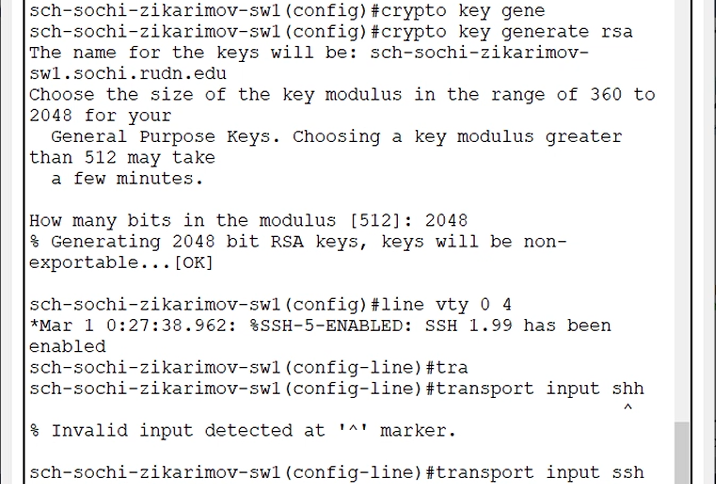 sch-sochi-zikarimov-sw1(config)#crypto key gene
sch-sochi-zikarimov-sw1(config)#crypto key generate rsa
The name for the keys will be: sch-sochi-zikarimov-
sw1.sochi.rudn.edu
Choose the size of the key modulus in the range of 360 to
2048 for your
  General Purpose Keys. Choosing a key modulus greater
than 512 may take
  a few minutes.

How many bits in the modulus [512]: 2048
% Generating 2048 bit RSA keys, keys will be non-
exportable...[OK]

sch-sochi-zikarimov-sw1(config)#line vty 0 4
*Mar 1 0:27:38.962: %SSH-5-ENABLED: SSH 1.99 has been
enabled
sch-sochi-zikarimov-sw1(config-line)#tra
sch-sochi-zikarimov-sw1(config-line)#transport input shh
^
% Invalid input detected at '^' marker.

sch-sochi-zikarimov-sw1(config-line)#transport input ssh